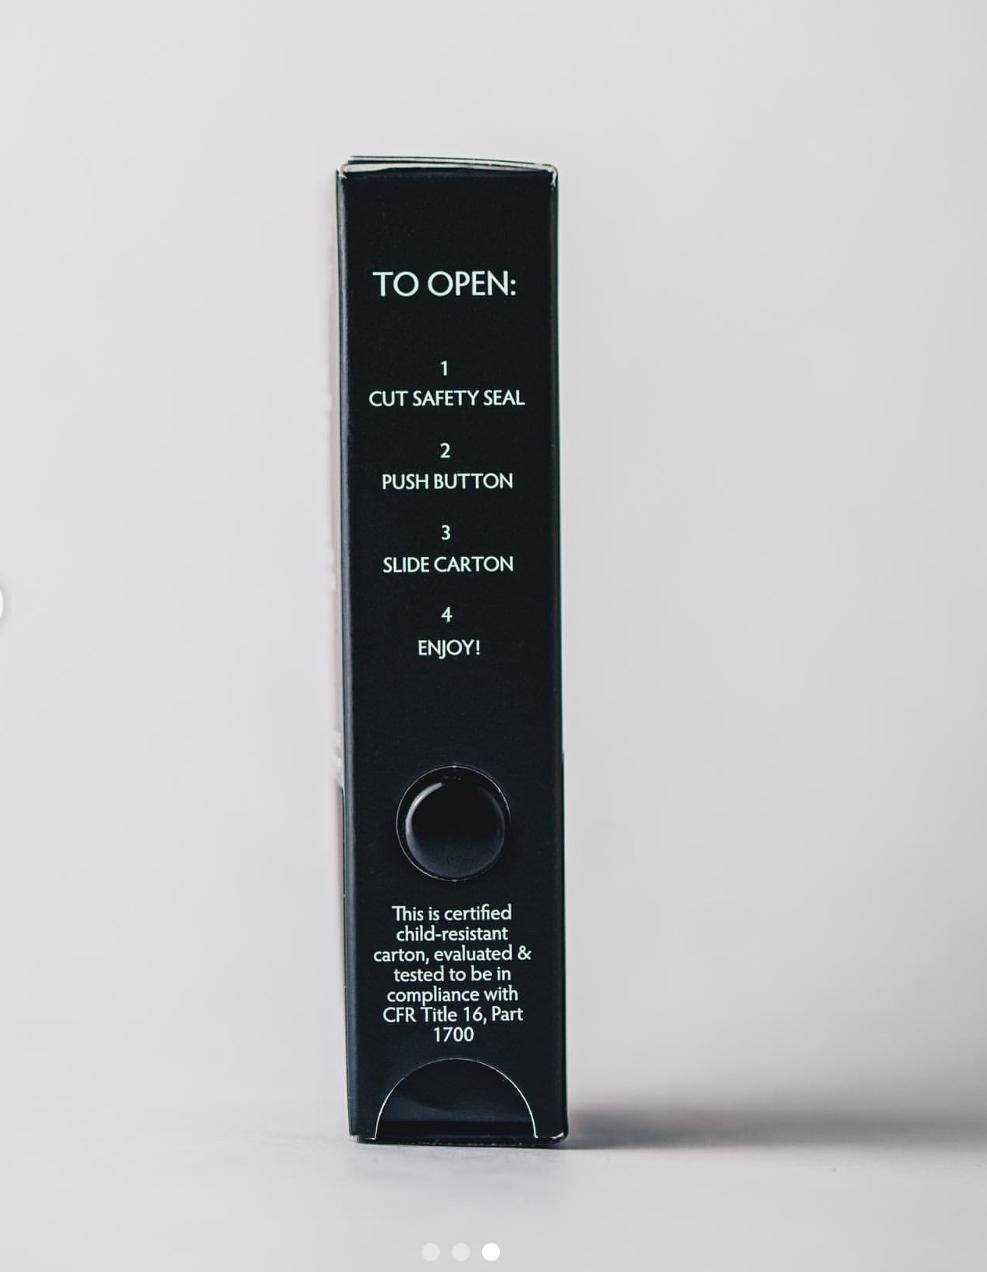 TO OPEN:
1
CUT SAFETY SEAL
2
PUSH BUTTON
3
SLIDE CARTON
4
ENJOY!
This is certified
child-resistant
carton, evaluated &
tested to be in
compliance with
CFR Title 16, Part
1700